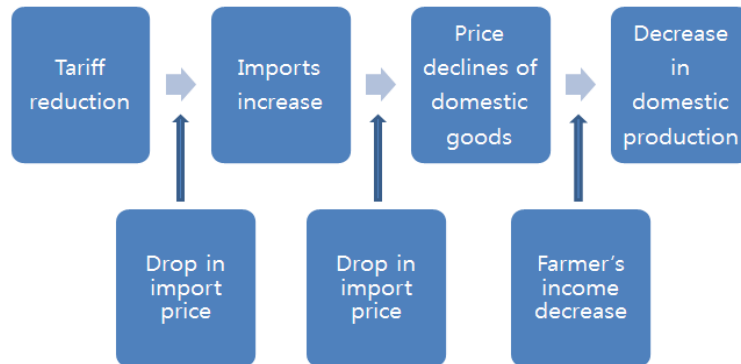 Tariff
reduction
Imports
increase
Price
declines of
domestic
goods
Decrease
in
domestic
production
Drop in
import
price
Drop in
import
price
Farmer's
income
decrease